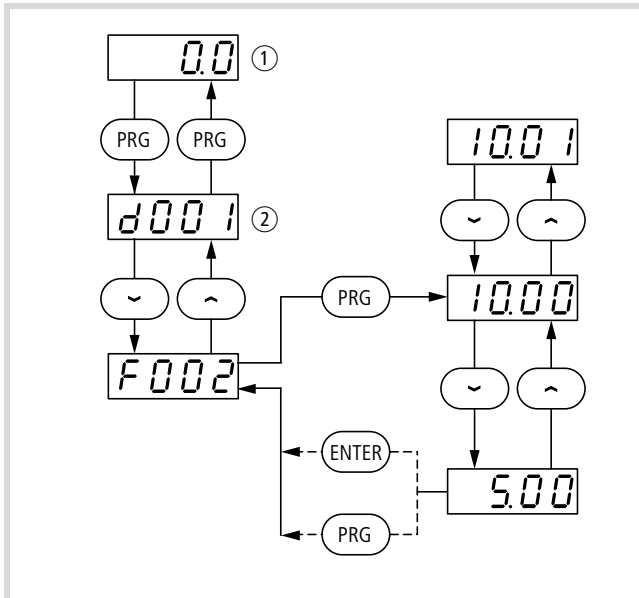 0.0 ①
PRG PRG
10.01
d001 ②
PRG
10.00
F002
ENTER
5.00
PRG